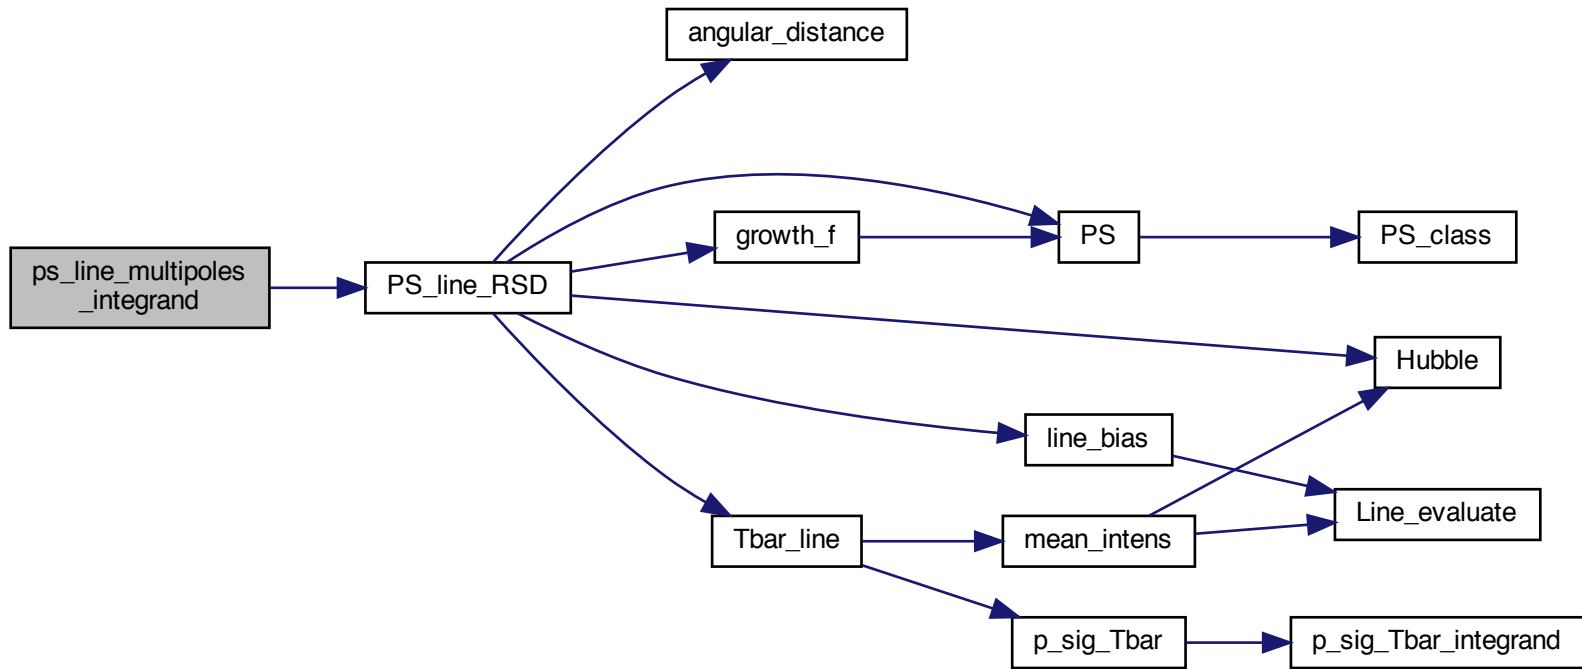 angular_distance
ps_line_multipoles
_integrand
PS_line_RSD
growth_f
PS
PS_class
Hubble
line_bias
Line_evaluate
Tbar_line
mean_intens
p_sig_Tbar
p_sig_Tbar_integrand